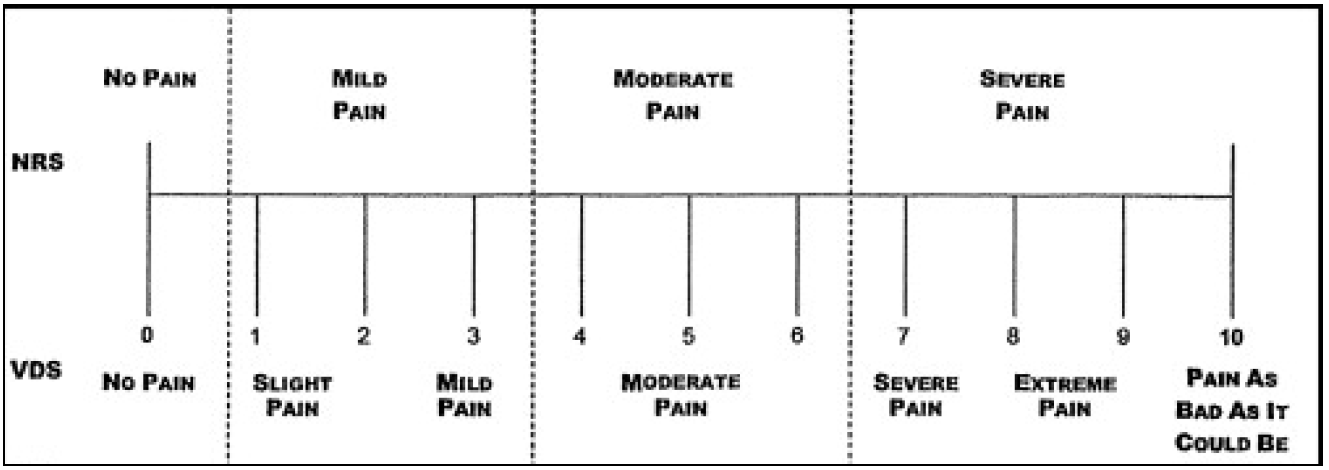 NO PAIN MILD PAIN MODERATE PAIN SEVERE PAIN
NRS
0 1 2 3 4 5 6 7 8 9 10
VDS
NO PAIN SLIGHT PAIN MILD PAIN MODERATE PAIN SEVERE PAIN EXTREME PAIN PAIN AS BAD AS IT COULD BE